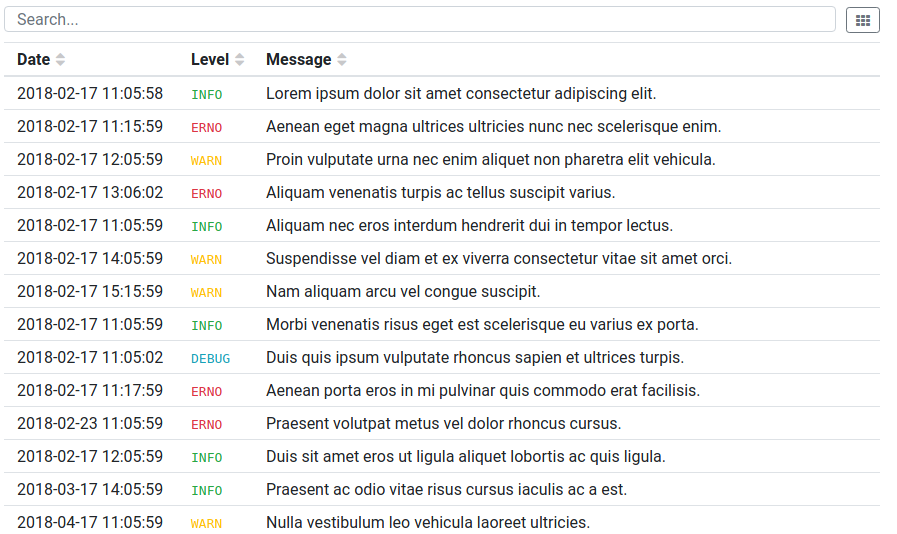 Search...
Date Level Message
2018-02-17 11:05:58 INFO Lorem ipsum dolor sit amet consectetur adipiscing elit.
2018-02-17 11:15:59 ERNO Aenean eget magna ultrices ultricies nunc nec scelerisque enim.
2018-02-17 12:05:59 WARN Proin vulputate urna nec enim aliquet non pharetra elit vehicula.
2018-02-17 13:06:02 ERNO Aliquam venenatis turpis ac tellus suscipit varius.
2018-02-17 11:05:59 INFO Aliquam nec eros interdum hendrerit dui in tempor lectus.
2018-02-17 14:05:59 WARN Suspendisse vel diam et ex viverra consectetur vitae sit amet orci.
2018-02-17 15:15:59 WARN Nam aliquam arcu vel congue suscipit.
2018-02-17 11:05:59 INFO Morbi venenatis risus eget est scelerisque eu varius ex porta.
2018-02-17 11:05:02 DEBUG Duis quis ipsum vulputate rhoncus sapien et ultrices turpis.
2018-02-17 11:17:59 ERNO Aenean porta eros in mi pulvinar quis commodo erat facilisis.
2018-02-23 11:05:59 ERNO Praesent volutpat metus vel dolor rhoncus cursus.
2018-02-17 12:05:59 INFO Duis sit amet eros ut ligula aliquet lobortis ac quis ligula.
2018-03-17 14:05:59 INFO Praesent ac odio vitae risus cursus iaculis ac a est.
2018-04-17 11:05:59 WARN Nulla vestibulum leo vehicula laoreet ultricies.